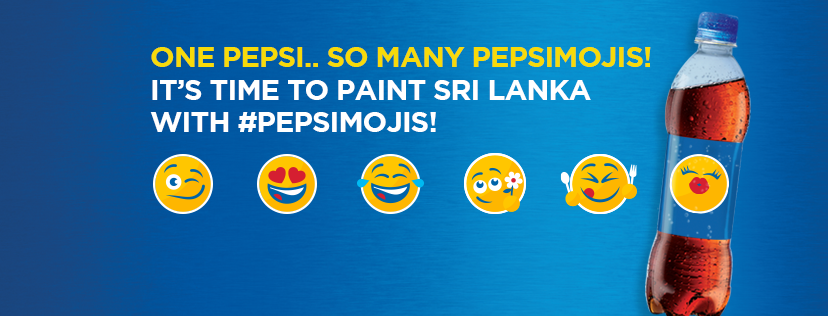 ONE PEPSI.. SO MANY PEPSIMOJIS!
IT'S TIME TO PAINT SRI LANKA
WITH #PEPSIMOJIS!